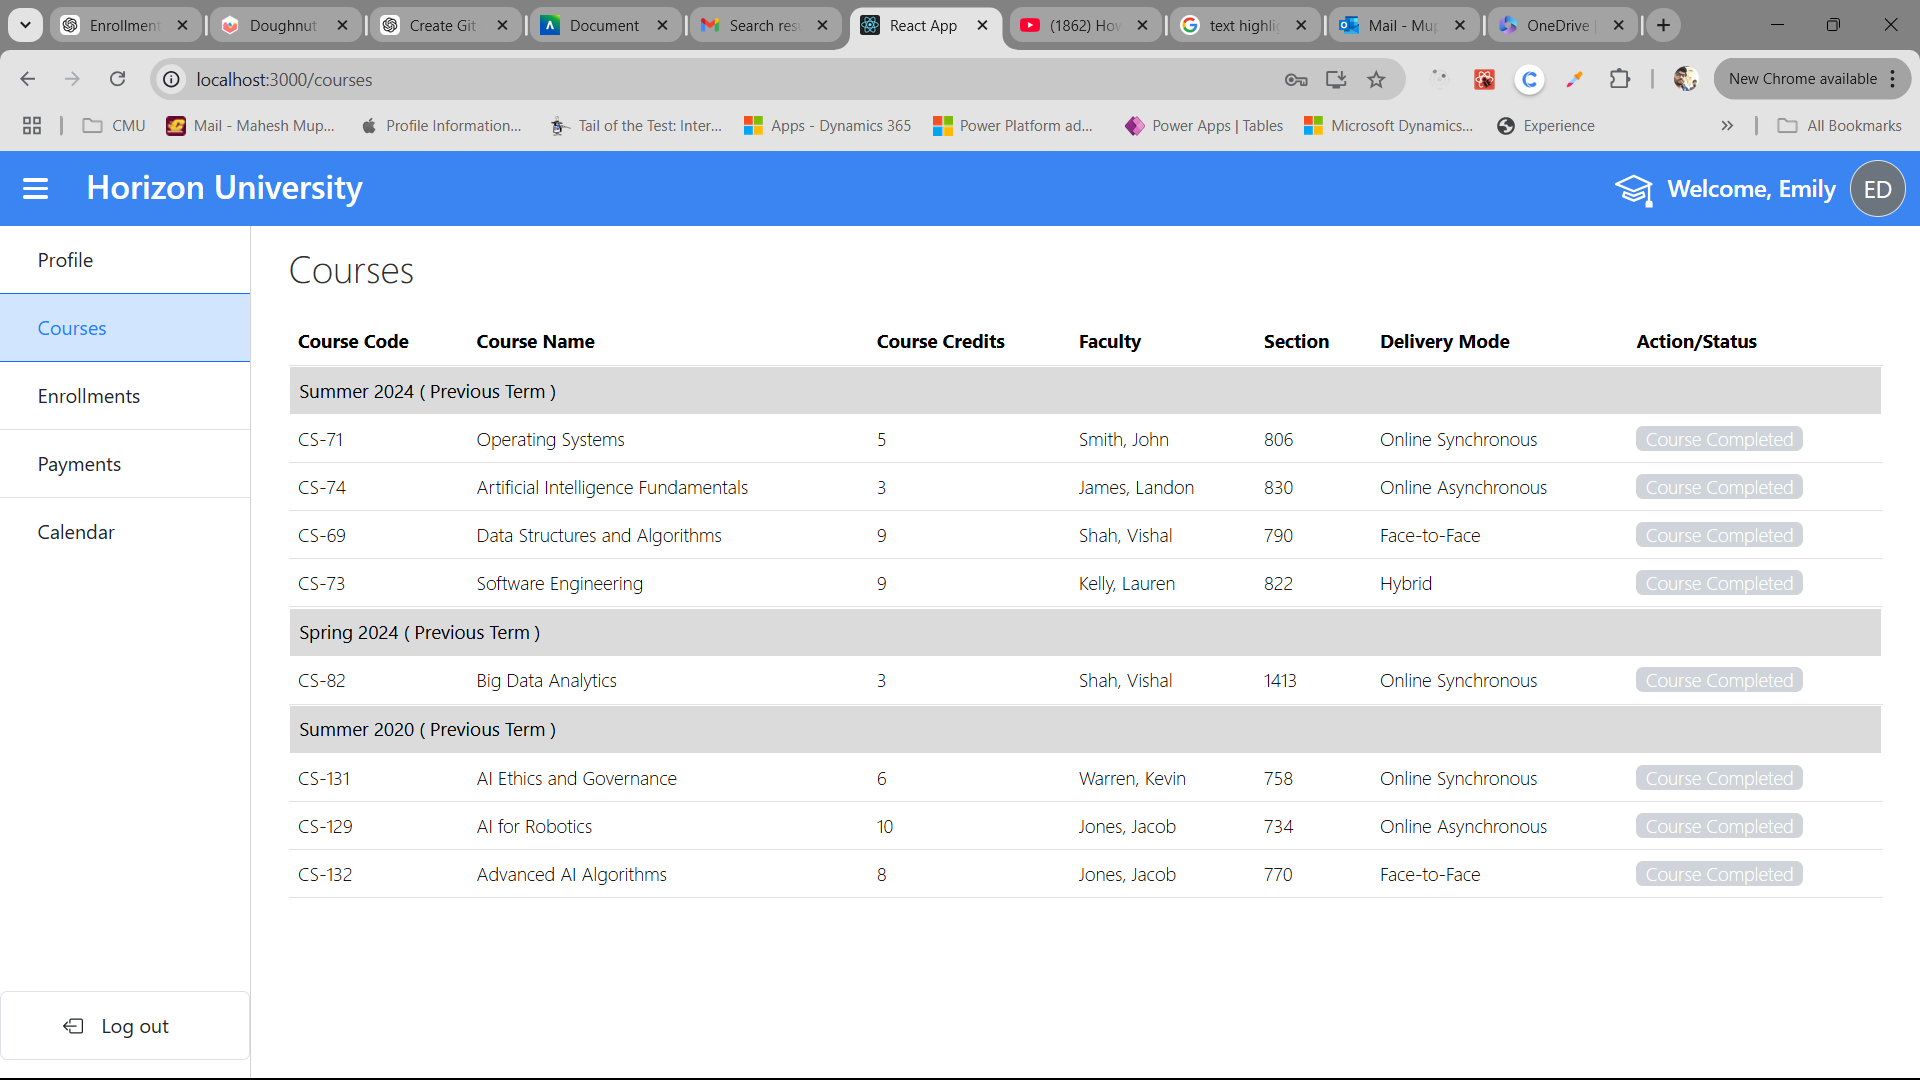 Enrollment
Doughnut
Create Git
Document
Search resu
React App
(1862) How
text highlig
Mail - Mup
OneDrive
localhost:3000/courses
New Chrome available
CMU
Mail - Mahesh Mup...
Profile Information...
Tail of the Test: Inter...
Apps - Dynamics 365
Power Platform ad...
Power Apps | Tables
Microsoft Dynamics...
Experience
All Bookmarks
Horizon University
Welcome, Emily ED
Profile
Courses
Enrollments
Payments
Calendar
Log out
Courses
Course Code Course Name Course Credits Faculty Section Delivery Mode Action/Status
Summer 2024 ( Previous Term )
CS-71 Operating Systems 5 Smith, John 806 Online Synchronous Course Completed
CS-74 Artificial Intelligence Fundamentals 3 James, Landon 830 Online Asynchronous Course Completed
CS-69 Data Structures and Algorithms 9 Shah, Vishal 790 Face-to-Face Course Completed
CS-73 Software Engineering 9 Kelly, Lauren 822 Hybrid Course Completed
Spring 2024 ( Previous Term )
CS-82 Big Data Analytics 3 Shah, Vishal 1413 Online Synchronous Course Completed
Summer 2020 ( Previous Term )
CS-131 AI Ethics and Governance 6 Warren, Kevin 758 Online Synchronous Course Completed
CS-129 AI for Robotics 10 Jones, Jacob 734 Online Asynchronous Course Completed
CS-132 Advanced AI Algorithms 8 Jones, Jacob 770 Face-to-Face Course Completed